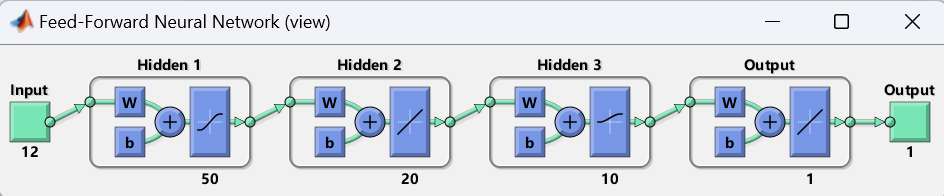 Feed-Forward Neural Network (view)
Hidden 1
Hidden 2
Hidden 3
Output
Input
Output
W
W
W
W
+
+
+
+
b
b
b
b
12
1
50
20
10
1